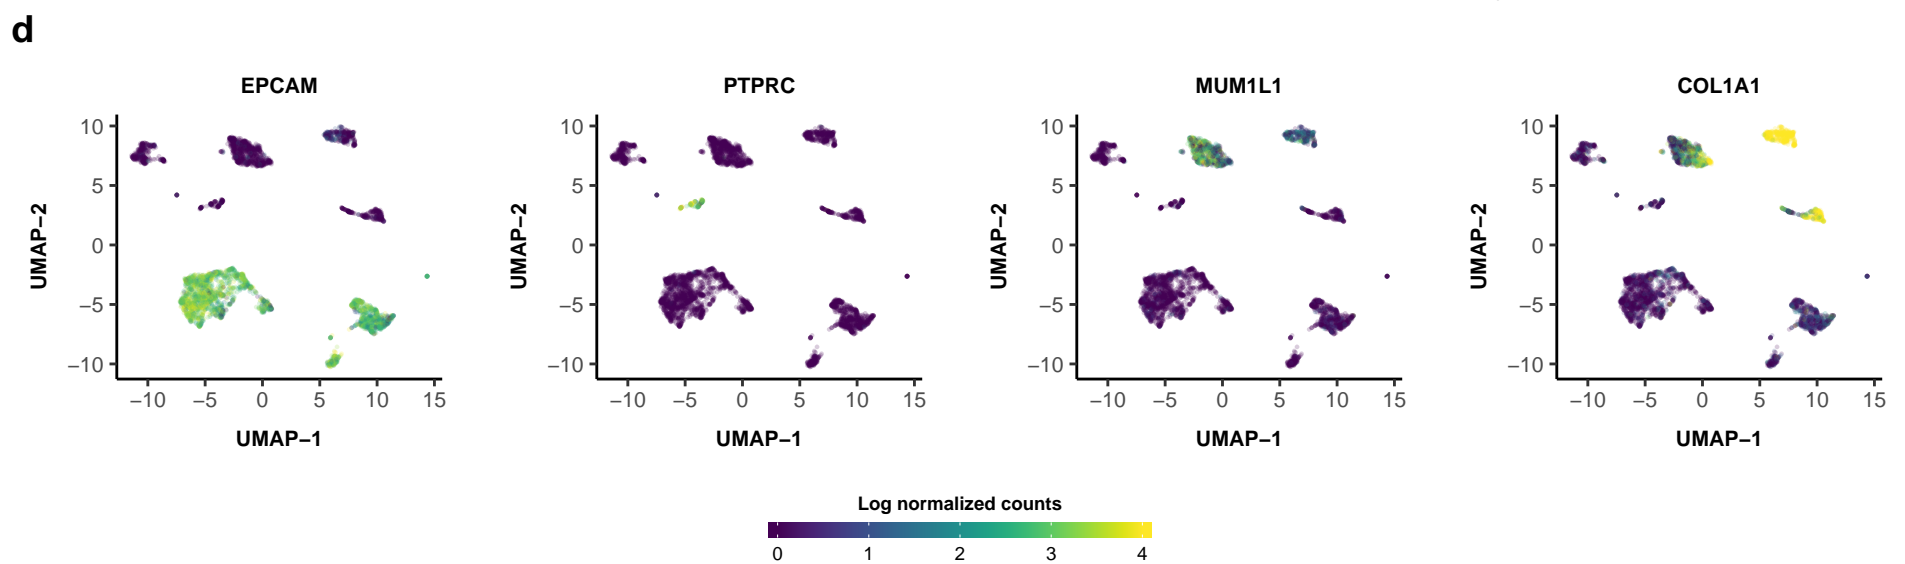 d
EPCAM PTPRC MUM1L1 COL1A1
10 10 10 10
5 5 5 5
0 0 0 0
−5 −5 −5 −5
−10 −10 −10 −10
UMAP−2 UMAP−2 UMAP−2 UMAP−2
−10 −5 0 5 10 15 −10 −5 0 5 10 15 −10 −5 0 5 10 15 −10 −5 0 5 10 15
UMAP−1 UMAP−1 UMAP−1 UMAP−1
Log normalized counts
0 1 2 3 4